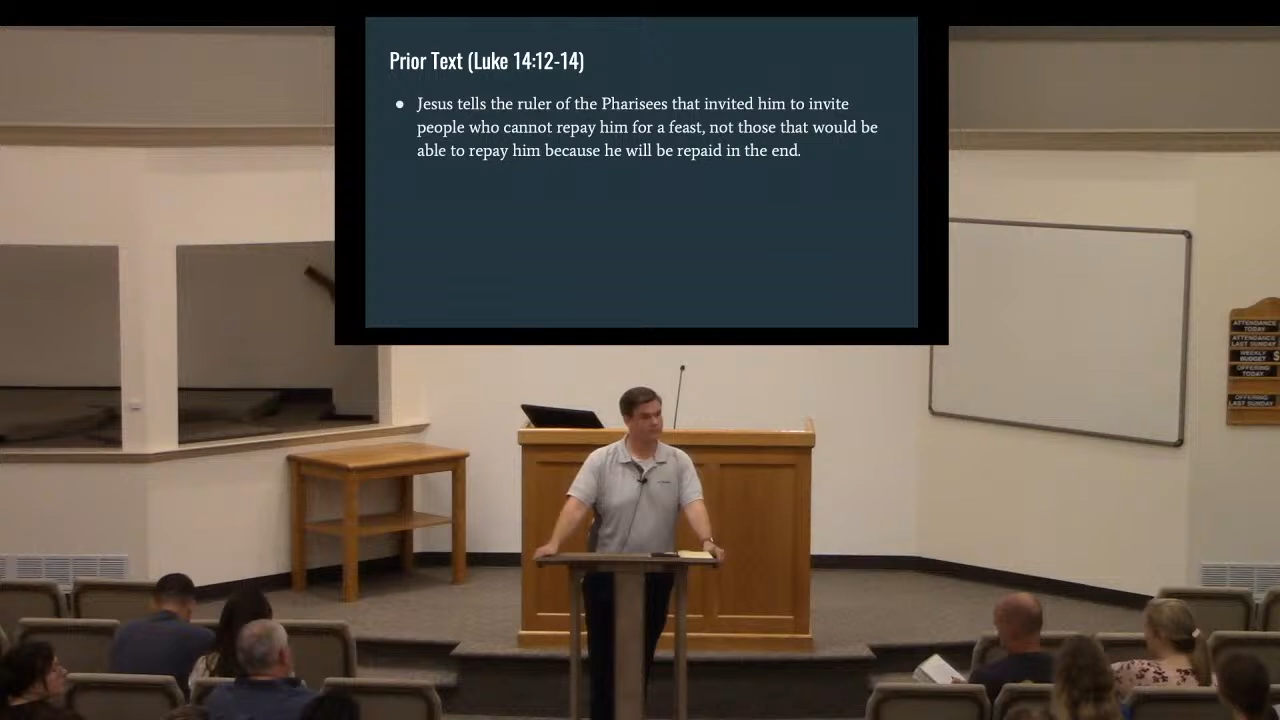 Prior Text (Luke 14:12-14)
● Jesus tells the ruler of the Pharisees that invited him to invite
people who cannot repay him for a feast, not those that would be
able to repay him because he will be repaid in the end.
ATTENDANCE
TODAY
ATTENDANCE
LAST SUNDAY
WEEKLY
BUDGET $
OFFERING
TODAY
OFFERING
LAST SUNDAY